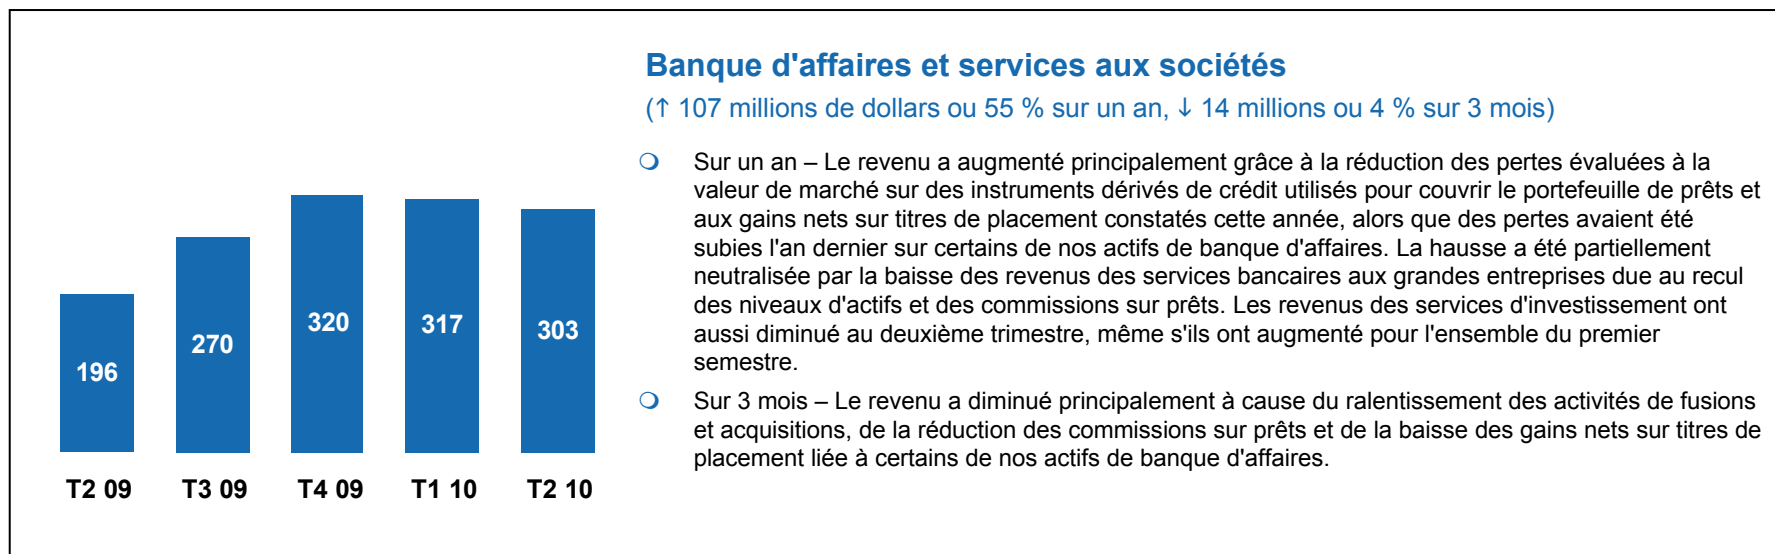 Banque d'affaires et services aux sociétés
(↑ 107 millions de dollars ou 55 % sur un an, ↓ 14 millions ou 4 % sur 3 mois)
Sur un an – Le revenu a augmenté principalement grâce à la réduction des pertes évaluées à la
valeur de marché sur des instruments dérivés de crédit utilisés pour couvrir le portefeuille de prêts et
aux gains nets sur titres de placement constatés cette année, alors que des pertes avaient été
subies l'an dernier sur certains de nos actifs de banque d'affaires. La hausse a été partiellement
neutralisée par la baisse des revenus des services bancaires aux grandes entreprises due au recul
des niveaux d'actifs et des commissions sur prêts. Les revenus des services d'investissement ont
aussi diminué au deuxième trimestre, même s'ils ont augmenté pour l'ensemble du premier
semestre.
Sur 3 mois – Le revenu a diminué principalement à cause du ralentissement des activités de fusions
et acquisitions, de la réduction des commissions sur prêts et de la baisse des gains nets sur titres de
placement liée à certains de nos actifs de banque d'affaires.
196 270 320 317 303
T2 09 T3 09 T4 09 T1 10 T2 10